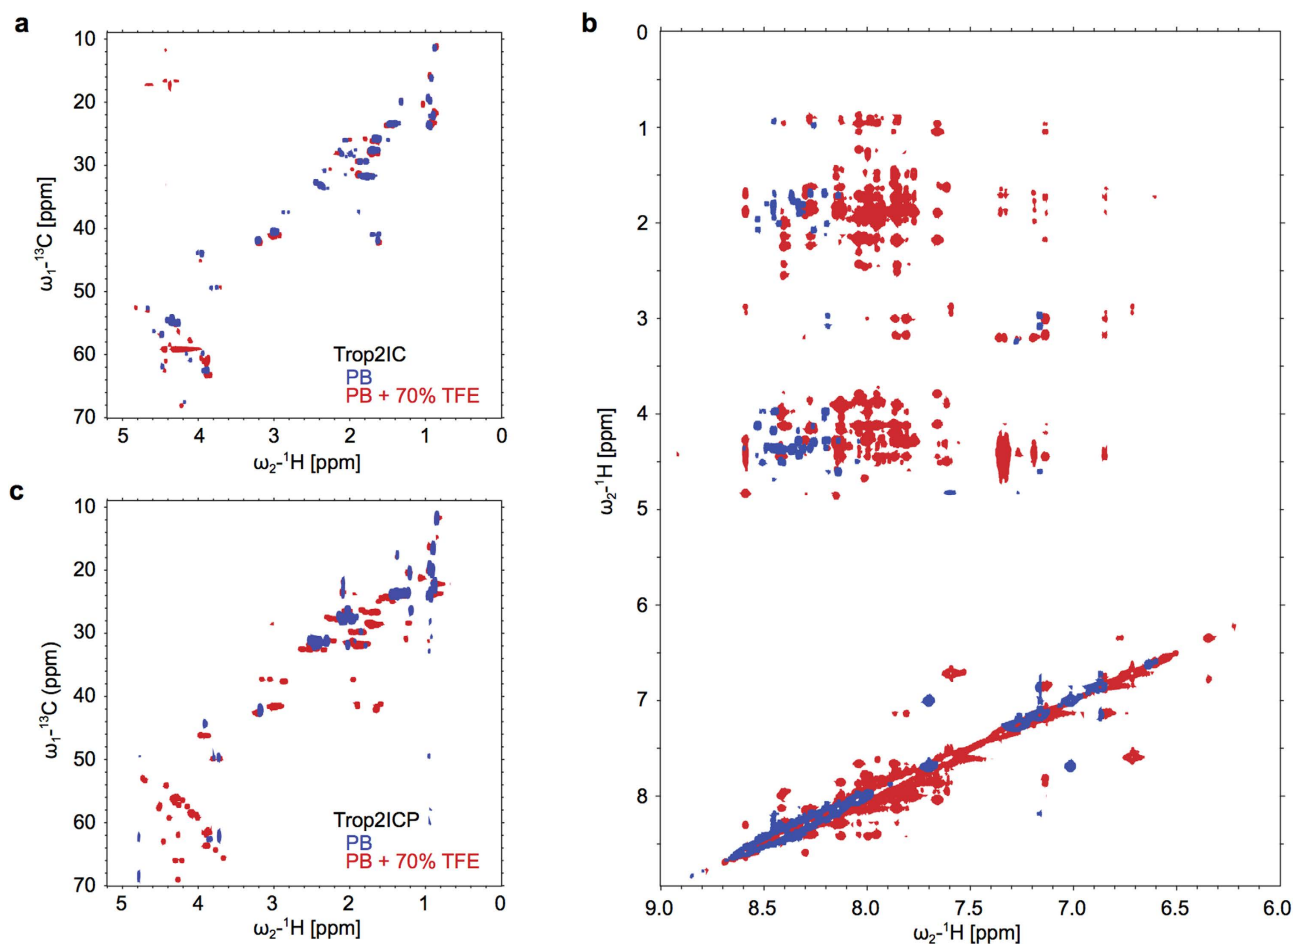 a
10
20
30
40
50
60
70
ω₁-¹³C [ppm]
5 4 3 2 1 0
ω₂-¹H [ppm]
Trop2IC
PB
PB + 70% TFE
b
0
1
2
3
4
5
6
7
8
ω₂-¹H [ppm]
9.0 8.5 8.0 7.5 7.0 6.5 6.0
ω₂-¹H [ppm]
c
10
20
30
40
50
60
70
ω₁-¹³C (ppm)
5 4 3 2 1 0
ω₂-¹H [ppm]
Trop2ICP
PB
PB + 70% TFE